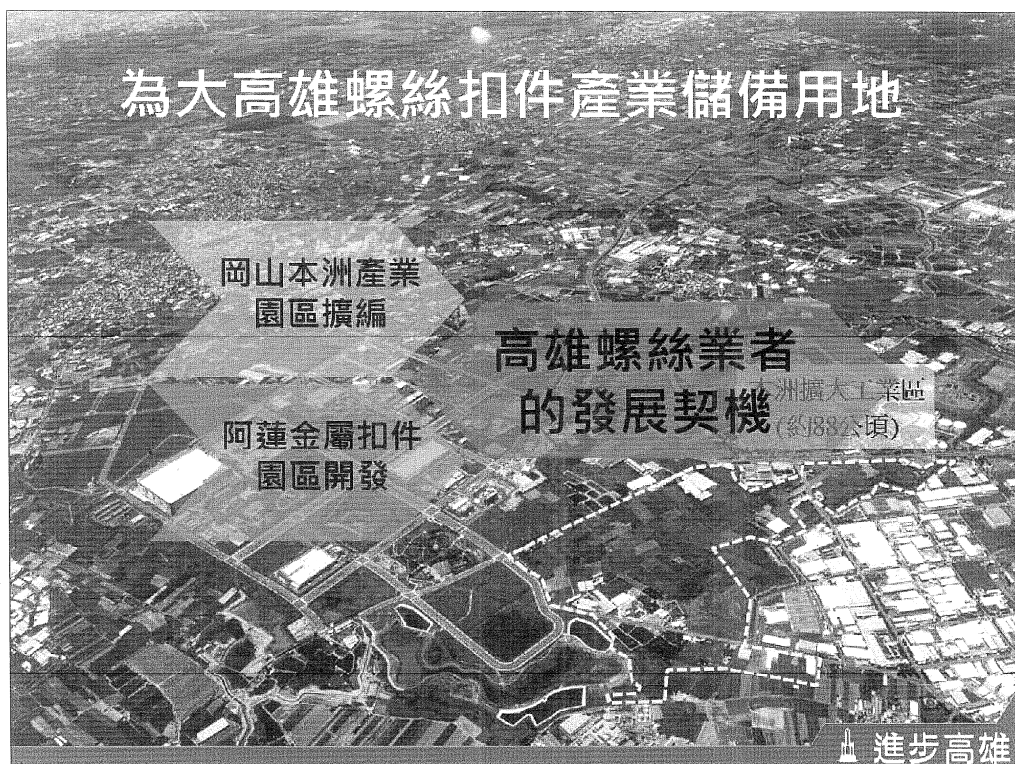 為大高雄螺絲扣件產業儲備用地
岡山本洲產業
園區擴編
阿蓮金屬扣件
園區開發
高雄螺絲業者
的發展契機
本洲擴大工業區
(約88公頃)
進步高雄